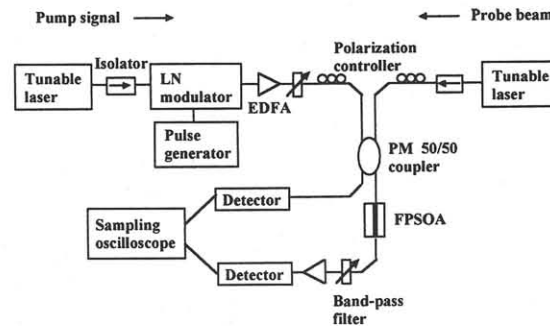 Pump signal
Probe beam
Polarization
controller
Isolator
Tunable
laser
LN
modulator
EDFA
Tunable
laser
Pulse
generator
PM 50/50
coupler
Detector
FPSOA
Sampling
oscilloscope
Detector
Band-pass
filter